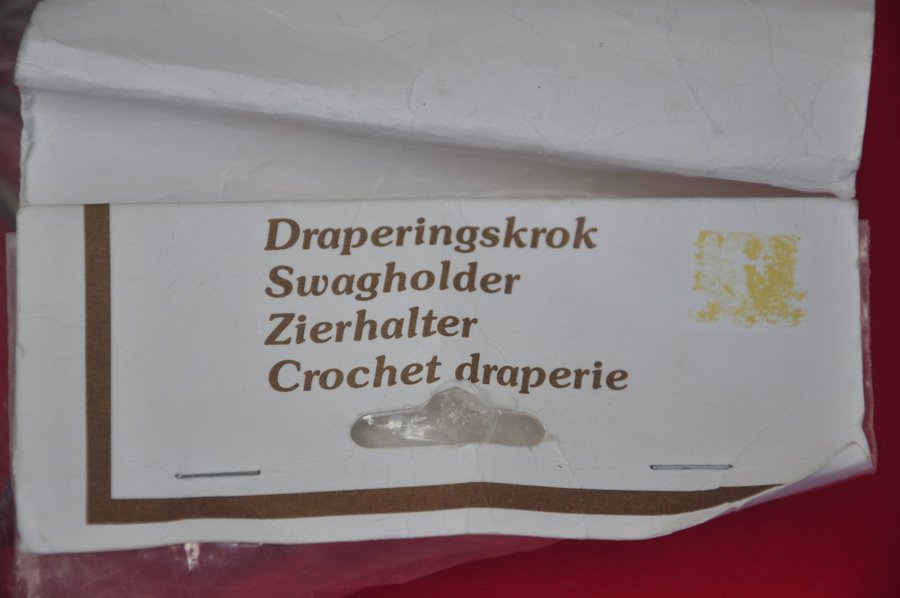 Draperingskrok
Swagholder
Zierhalter
Crochet draperie